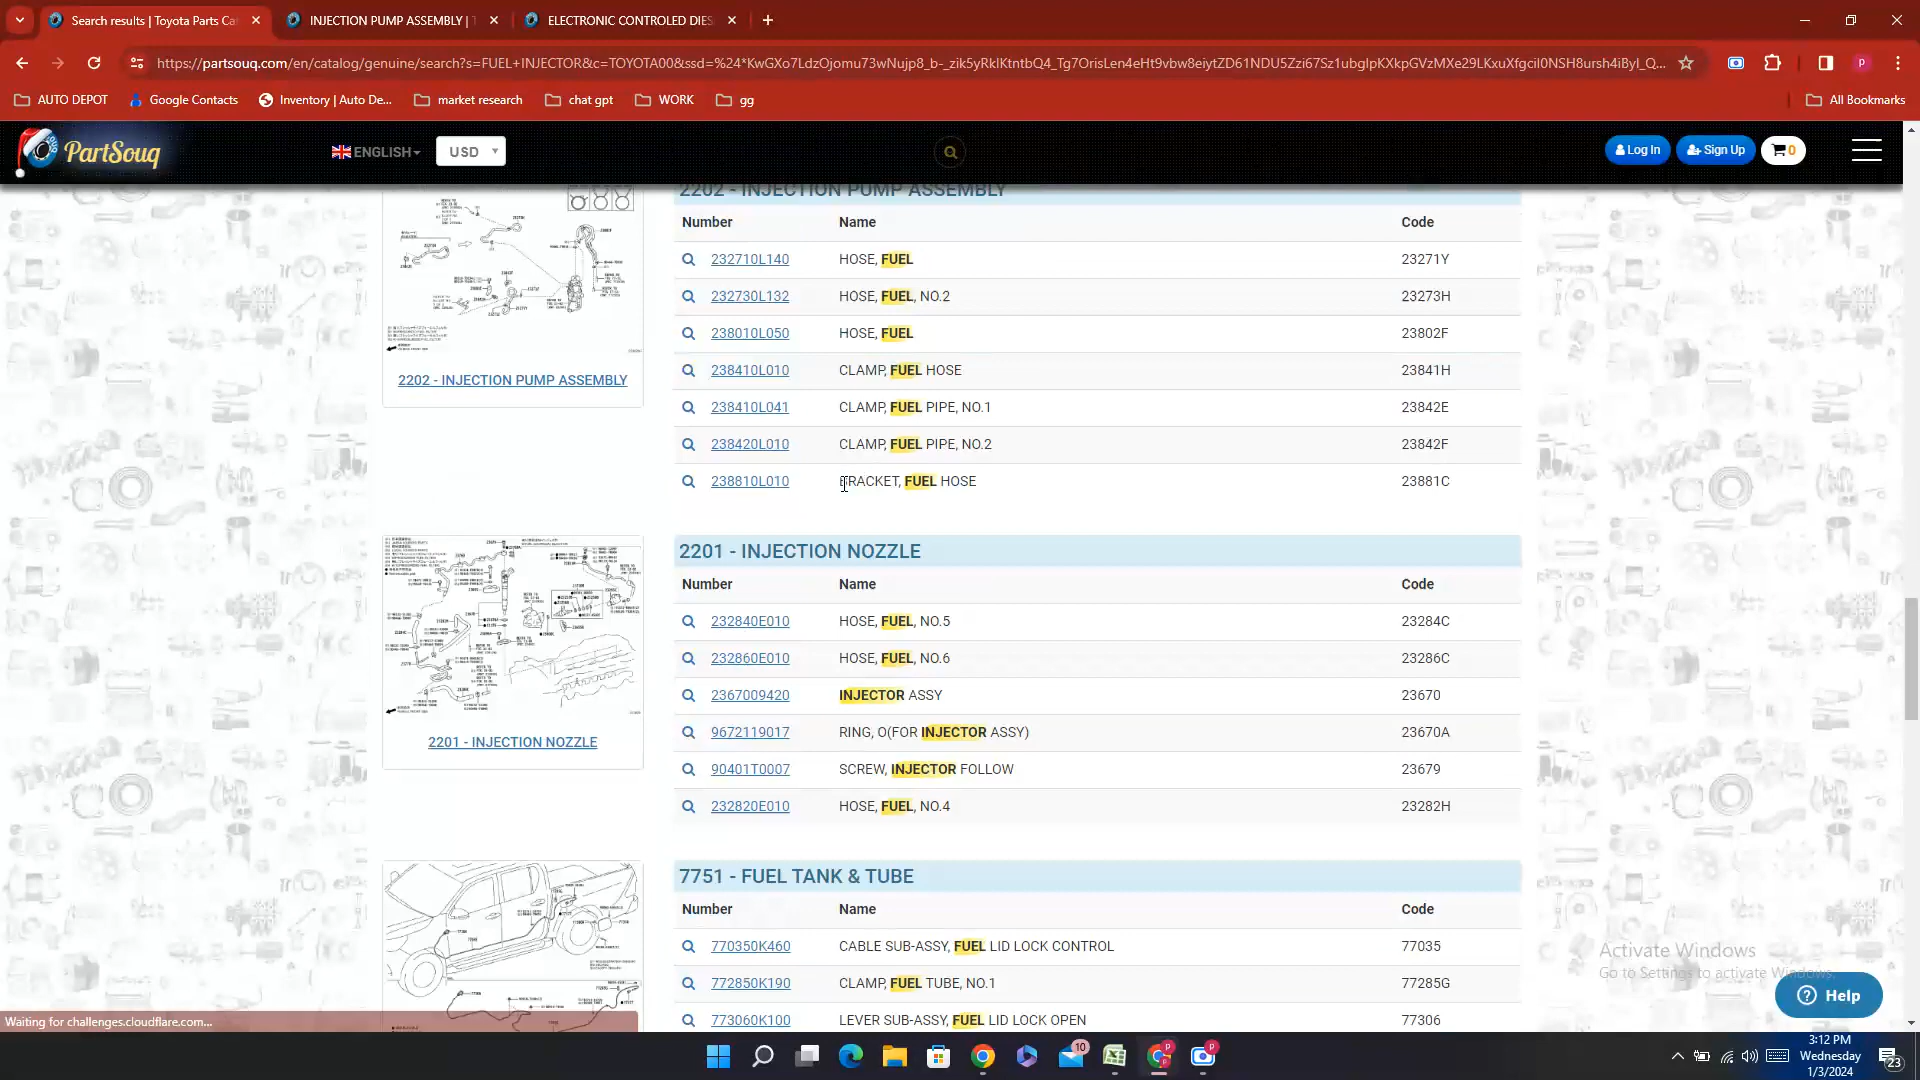 Search results | Toyota Parts Ca
INJECTION PUMP ASSEMBLY | T
ELECTRONIC CONTROLED DIES
https://partsouq.com/en/catalog/genuine/search?s=FUEL+INJECTOR&c=TOYOTA00&ssd=%24*KwGXo7LdzOjomu73wNujp8_b-_zik5yRklKtntbQ4_Tg7OrisLen4eHt9vbw8eiytZD61NDU5Zzi67Sz1ubglpKXkpGVzMXe29LKxuXfgcil0NSH8ursh4iByI_Q...
P
AUTO DEPOT
Google Contacts
Inventory | Auto De...
market research
chat gpt
WORK
gg
All Bookmarks
PartSouq
ENGLISH
USD
Log In
Sign Up
0
2202 - INJECTION PUMP ASSEMBLY
Number Name Code
232710L140 HOSE, FUEL 23271Y
232730L132 HOSE, FUEL, NO.2 23273H
238010L050 HOSE, FUEL 23802F
238410L010 CLAMP, FUEL HOSE 23841H
238410L041 CLAMP, FUEL PIPE, NO.1 23842E
238420L010 CLAMP, FUEL PIPE, NO.2 23842F
238810L010 BRACKET, FUEL HOSE 23881C
2202 - INJECTION PUMP ASSEMBLY
2201 - INJECTION NOZZLE
Number Name Code
232840E010 HOSE, FUEL, NO.5 23284C
232860E010 HOSE, FUEL, NO.6 23286C
2367009420 INJECTOR ASSY 23670
9672119017 RING, O(FOR INJECTOR ASSY) 23670A
90401T0007 SCREW, INJECTOR FOLLOW 23679
232820E010 HOSE, FUEL, NO.4 23282H
2201 - INJECTION NOZZLE
7751 - FUEL TANK & TUBE
Number Name Code
770350K460 CABLE SUB-ASSY, FUEL LID LOCK CONTROL 77035
772850K190 CLAMP, FUEL TUBE, NO.1 77285G
773060K100 LEVER SUB-ASSY, FUEL LID LOCK OPEN 77306
Activate Windows
Go to Settings to activate Windows.
Help
Waiting for challenges.cloudflare.com...
10
3:12 PM
Wednesday
1/3/2024
23